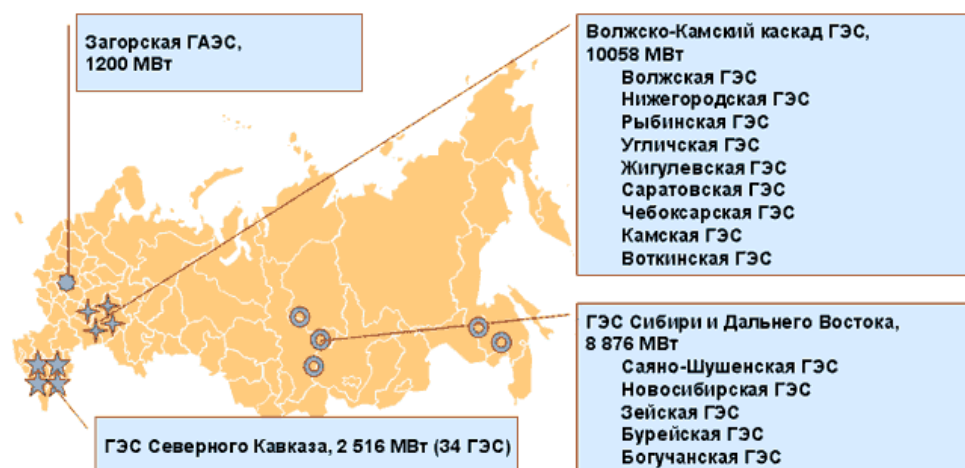 Загорская ГАЭС,
1200 МВт
Волжско-Камский каскад ГЭС,
10058 МВт
Волжская ГЭС
Нижегородская ГЭС
Рыбинская ГЭС
Угличская ГЭС
Жигулевская ГЭС
Саратовская ГЭС
Чебоксарская ГЭС
Камская ГЭС
Воткинская ГЭС
ГЭС Сибири и Дальнего Востока,
8 876 МВт
Саяно-Шушенская ГЭС
Новосибирская ГЭС
Зейская ГЭС
Бурейская ГЭС
Богучанская ГЭС
ГЭС Северного Кавказа, 2 516 МВт (34 ГЭС)